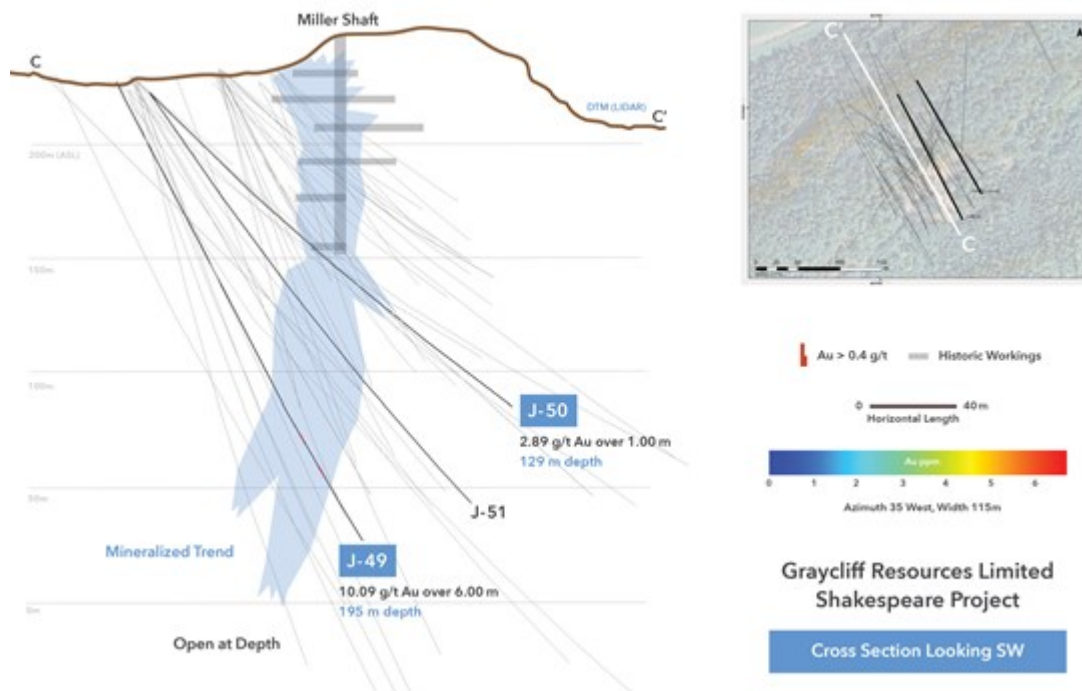 Miller Shaft
C
DTM (LIDAR)
C'
200m (ASL)
150m
100m
50m
0m
J-50
2.89 g/t Au over 1.00 m
129 m depth
J-51
J-49
10.09 g/t Au over 6.00 m
195 m depth
Mineralized Trend
Open at Depth
C'
C
Au > 0.4 g/t
Historic Workings
0
40 m
Horizontal Length
Au ppm
0 1 2 3 4 5 6
Azimuth 35 West, Width 115m
Graycliff Resources Limited
Shakespeare Project
Cross Section Looking SW